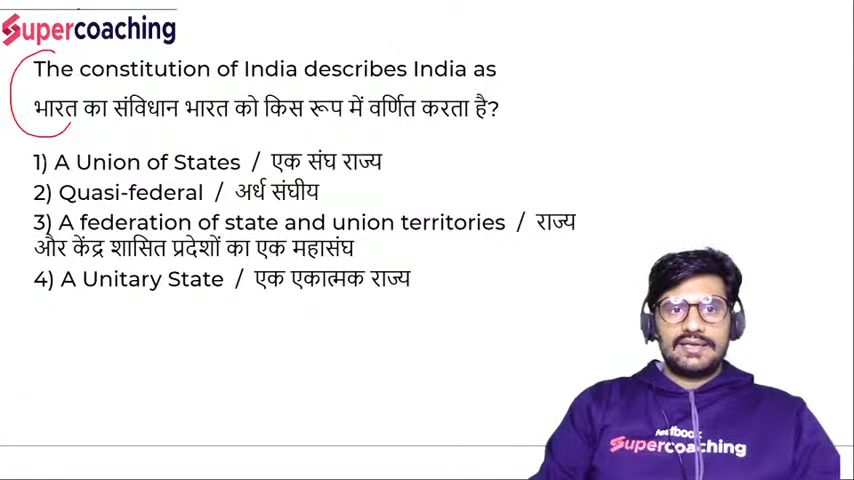 Supercoaching
The constitution of India describes India as
भारत का संविधान भारत को किस रूप में वर्णित करता है?
1) A Union of States / एक संघ राज्य
2) Quasi-federal / अर्ध संघीय
3) A federation of state and union territories / राज्य
और केंद्र शासित प्रदेशों का एक महासंघ
4) A Unitary State / एक एकात्मक राज्य
Supercoaching